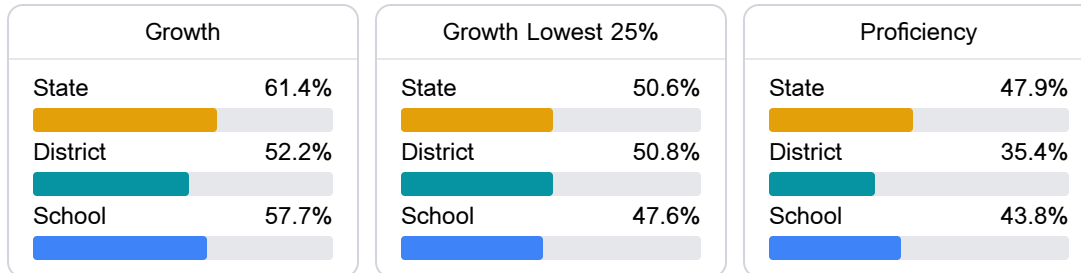 Growth
State 61.4%
District 52.2%
School 57.7%
Growth Lowest 25%
State 50.6%
District 50.8%
School 47.6%
Proficiency
State 47.9%
District 35.4%
School 43.8%